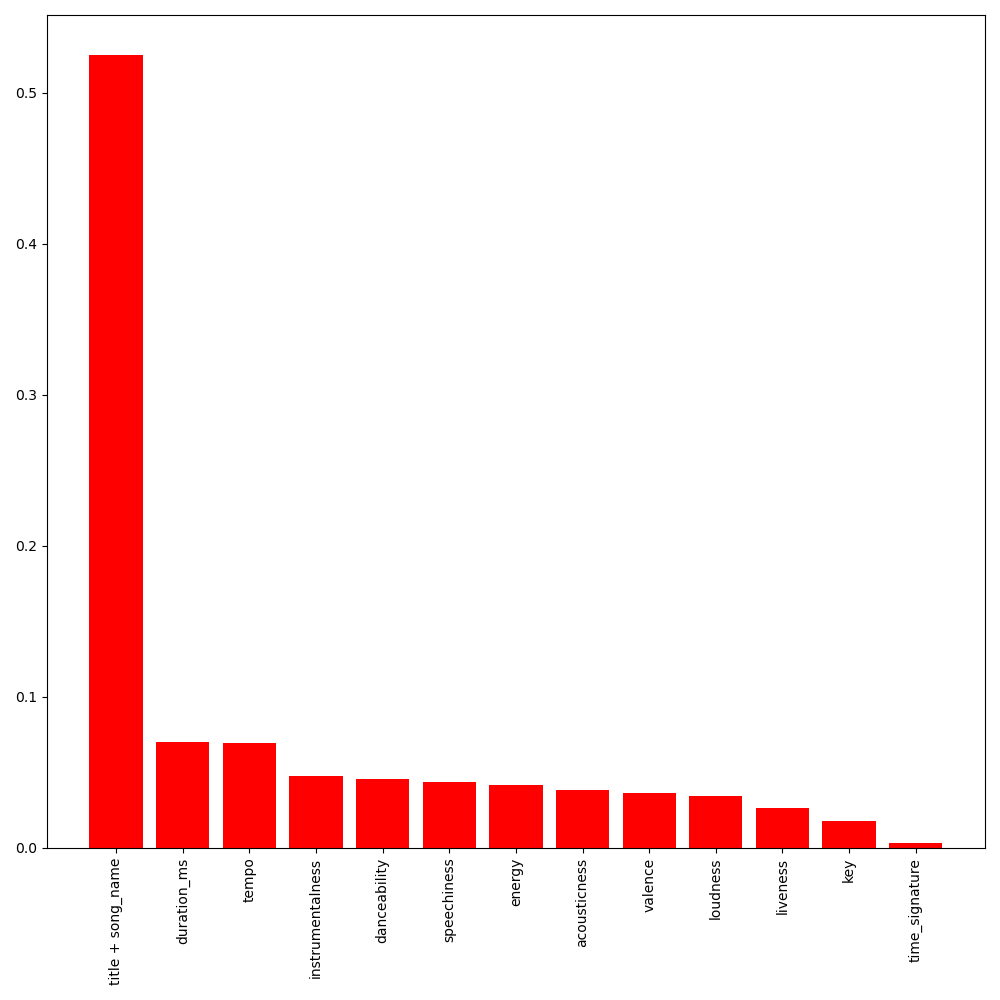 0.5
0.4
0.3
0.2
0.1
0.0
title + song_name
duration_ms
tempo
instrumentalness
danceability
speechiness
energy
acousticness
valence
loudness
liveness
key
time_signature